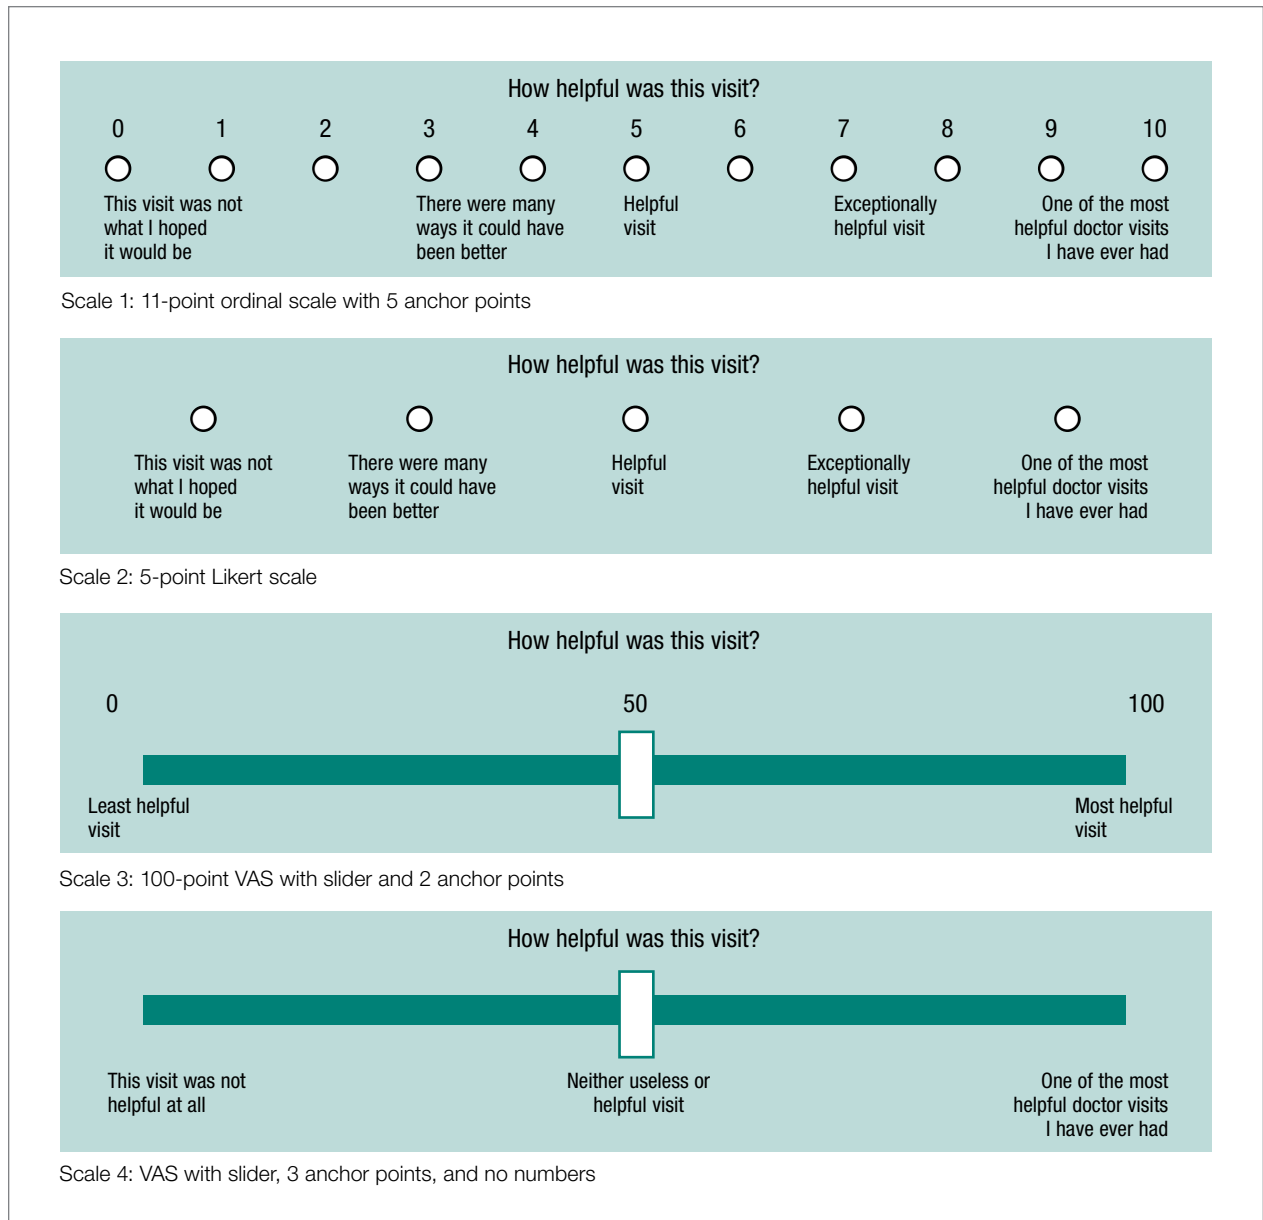 How helpful was this visit?
0 1 2 3 4 5 6 7 8 9 10
This visit was not
what I hoped
it would be
There were many
ways it could have
been better
Helpful
visit
Exceptionally
helpful visit
One of the most
helpful doctor visits
I have ever had
Scale 1: 11-point ordinal scale with 5 anchor points
How helpful was this visit?
This visit was not
what I hoped
it would be
There were many
ways it could have
been better
Helpful
visit
Exceptionally
helpful visit
One of the most
helpful doctor visits
I have ever had
Scale 2: 5-point Likert scale
How helpful was this visit?
0 50 100
Least helpful
visit
Most helpful
visit
Scale 3: 100-point VAS with slider and 2 anchor points
How helpful was this visit?
This visit was not
helpful at all
Neither useless or
helpful visit
One of the most
helpful doctor visits
I have ever had
Scale 4: VAS with slider, 3 anchor points, and no numbers